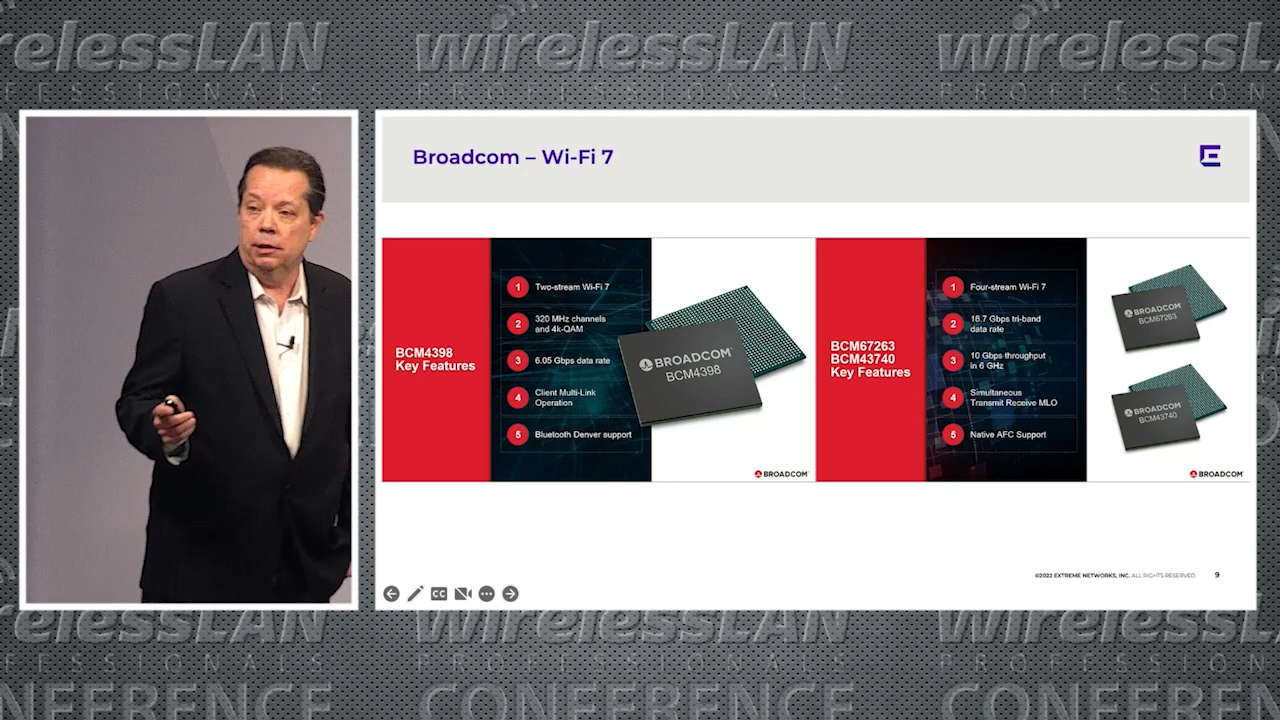 wirelessLAN
PROFESSIONALS
CONFERENCE
Broadcom – Wi-Fi 7
BCM4398
Key Features
1 Two-stream Wi-Fi 7
2 320 MHz channels
and 4k-QAM
3 6.05 Gbps data rate
4 Client Multi-Link
Operation
5 Bluetooth Denver support
BROADCOM
BCM4398
BROADCOM
BCM67263
BCM43740
Key Features
1 Four-stream Wi-Fi 7
2 18.7 Gbps tri-band
data rate
3 10 Gbps throughput
in 6 GHz
4 Simultaneous
Transmit Receive MLO
5 Native AFC Support
BROADCOM
BCM67263
BROADCOM
BCM43740
BROADCOM
©2022 EXTREME NETWORKS, INC. ALL RIGHTS RESERVED. 9
CC